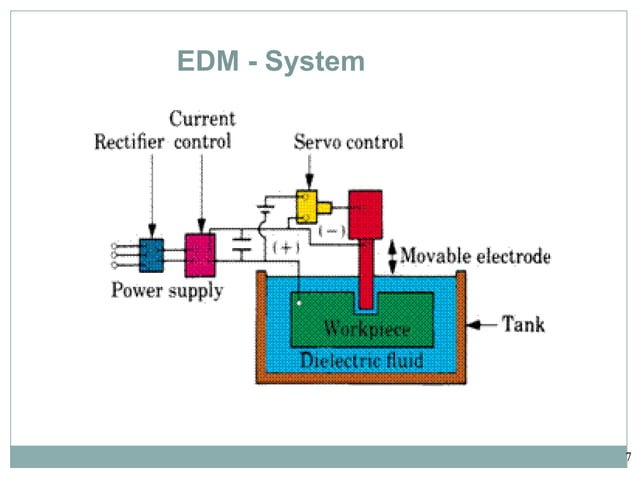 EDM - System
Current
Rectifier control
Servo control
(-)
(+)
Movable electrode
Power supply
Tank
Workpiece
Dielectric fluid
7